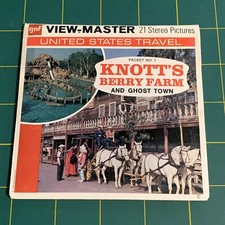 gaf VIEW-MASTER 21 Stereo Pictures
UNITED STATES TRAVEL
PACKET NO. 1
KNOTT'S
BERRY FARM
AND GHOST TOWN